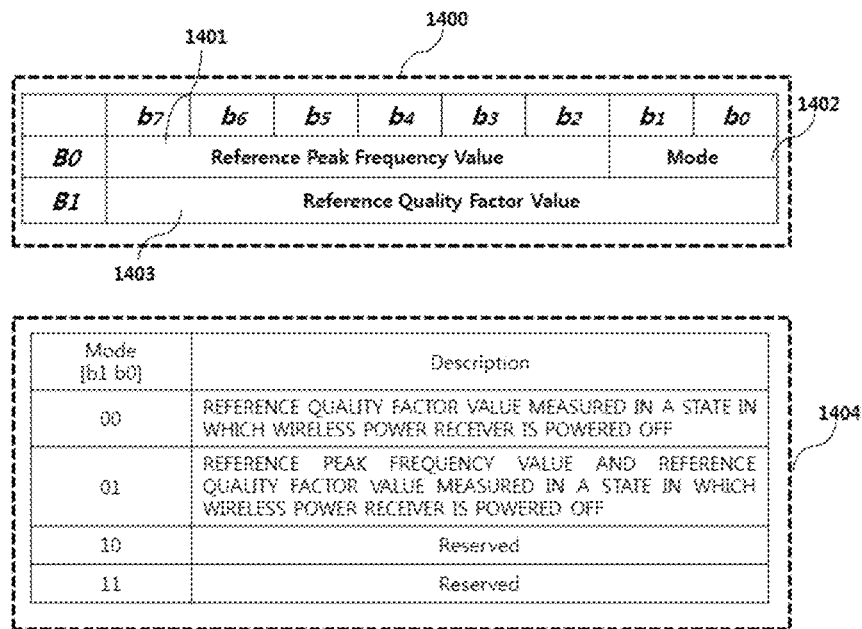 1400
1401
b7 b6 b5 b4 b3 b2 b1 b0
1402
B0 Reference Peak Frequency Value Mode
B1 Reference Quality Factor Value
1403
Mode
[b1 b0]
Description
00
REFERENCE QUALITY FACTOR VALUE MEASURED IN A STATE IN
WHICH WIRELESS POWER RECEIVER IS POWERED OFF
1404
01
REFERENCE PEAK FREQUENCY VALUE AND REFERENCE
QUALITY FACTOR VALUE MEASURED IN A STATE IN WHICH
WIRELESS POWER RECEIVER IS POWERED OFF
10 Reserved
11 Reserved